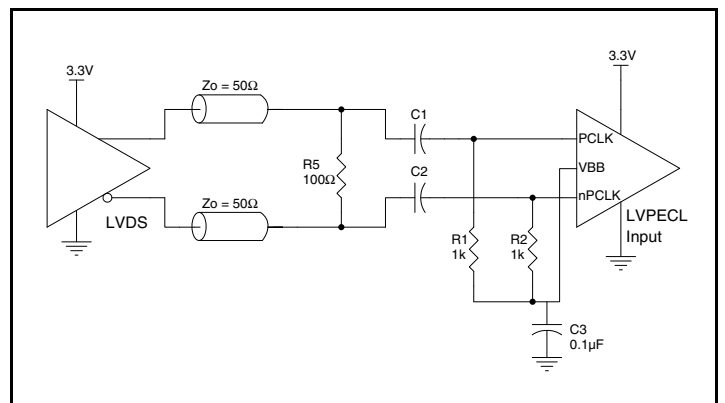 3.3V
3.3V
Zo = 50Ω
C1
PCLK
R5
100Ω
VBB
C2
Zo = 50Ω
nPCLK
LVDS
LVPECL
Input
R1
1k
R2
1k
C3
0.1µF